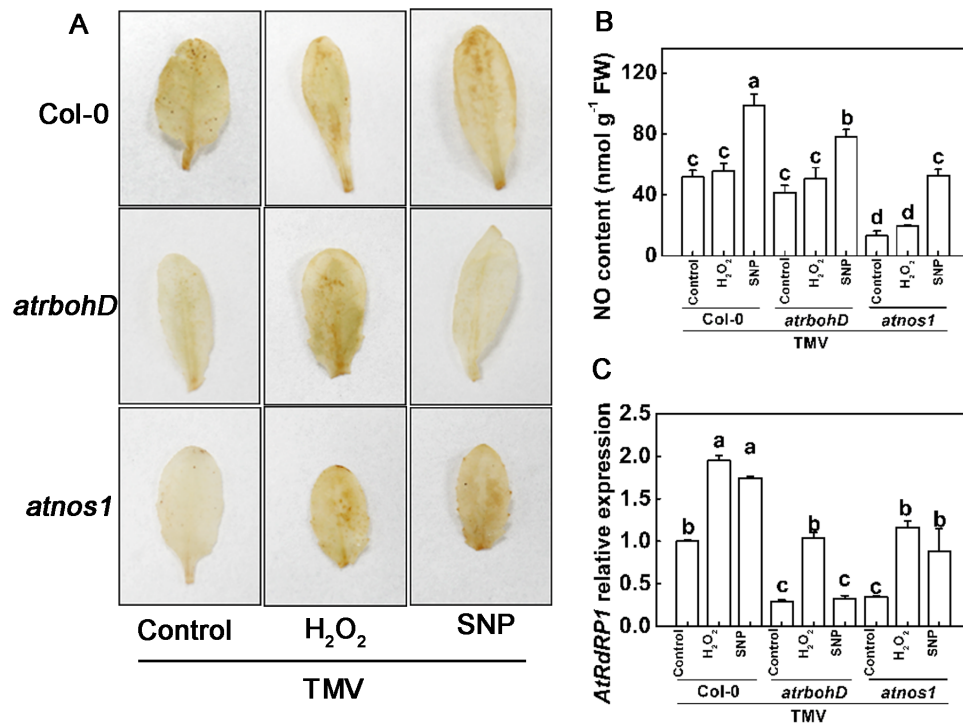 A
Col-0
atrbohD
atnos1
Control H₂O₂ SNP
TMV
B
NO content (nmol g⁻¹ FW)
120
80
40
0
c c a c c b d d c
Control H₂O₂ SNP Control H₂O₂ SNP Control H₂O₂ SNP
Col-0 atrbohD atnos1
TMV
C
AtRdRP1 relative expression
2.5
2.0
1.5
1.0
0.5
0.0
b a a c b c c b b
Control H₂O₂ SNP Control H₂O₂ SNP Control H₂O₂ SNP
Col-0 atrbohD atnos1
TMV